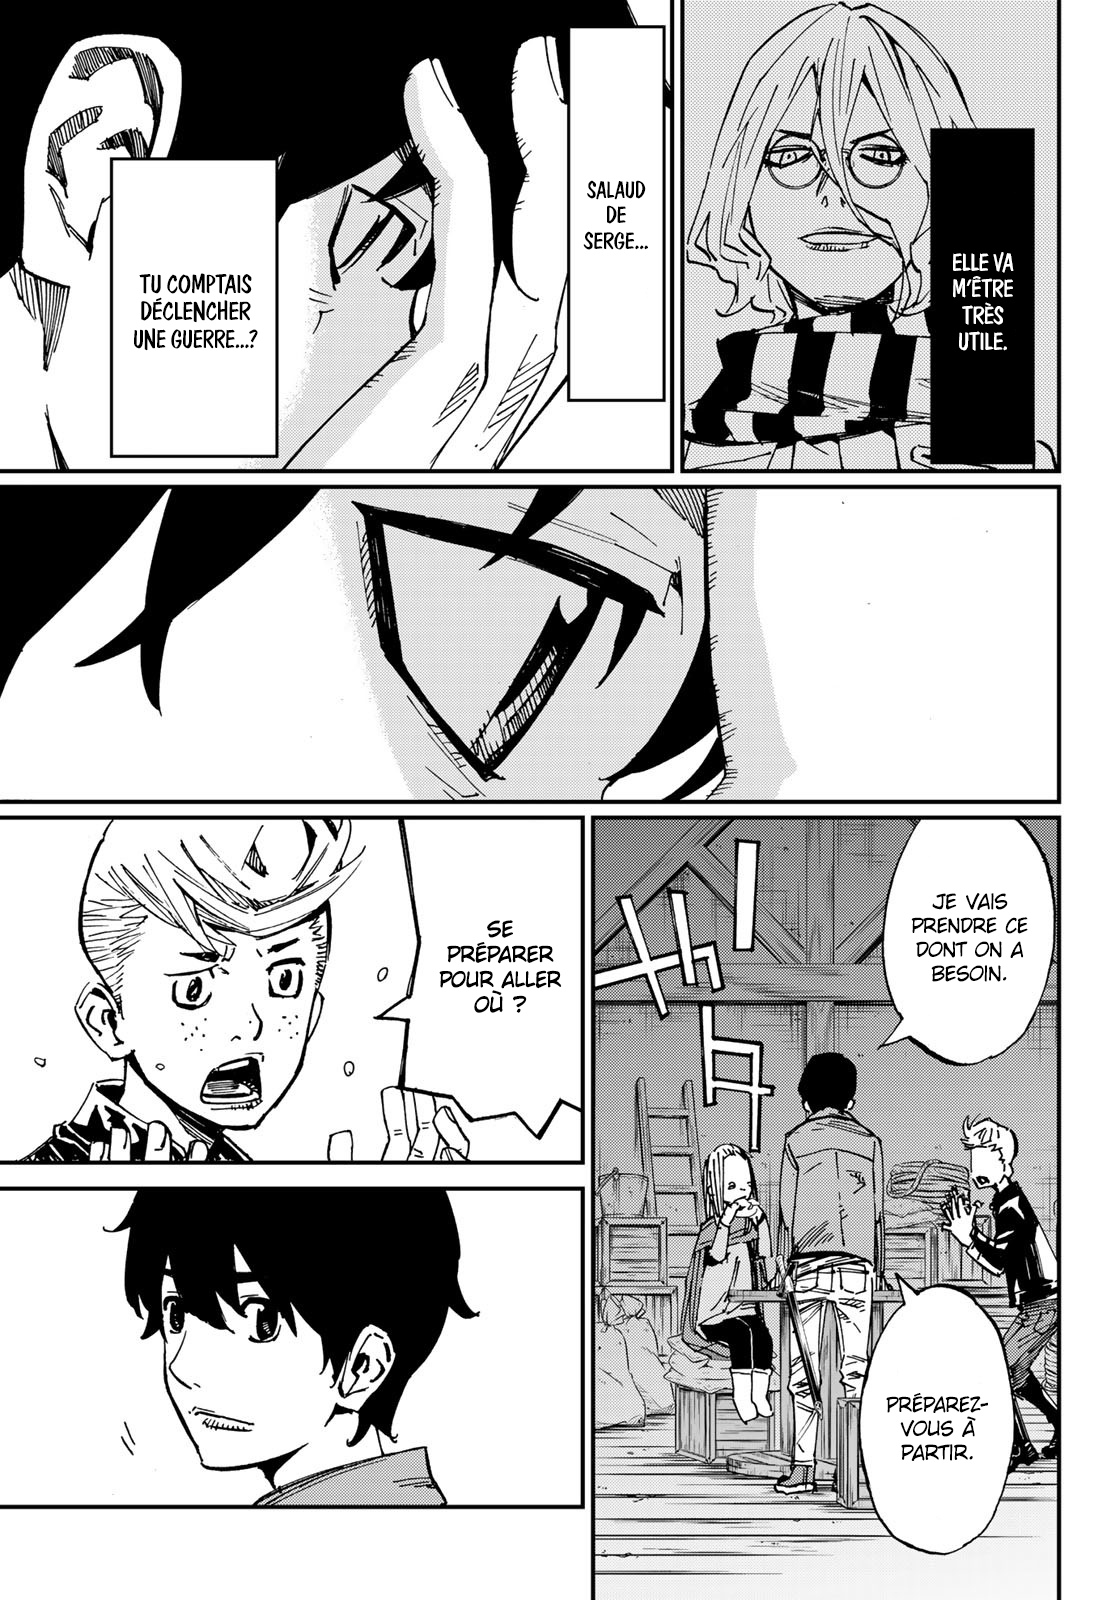 ELLE VA
M'ÊTRE
TRÈS
UTILE.
SALAUD
DE
SERGE...
TU COMPTAIS
DÉCLENCHER
UNE GUERRE...?
JE VAIS
PRENDRE CE
DONT ON A
BESOIN.
PRÉPAREZ-
VOUS À
PARTIR.
SE
PRÉPARER
POUR ALLER
OÙ ?